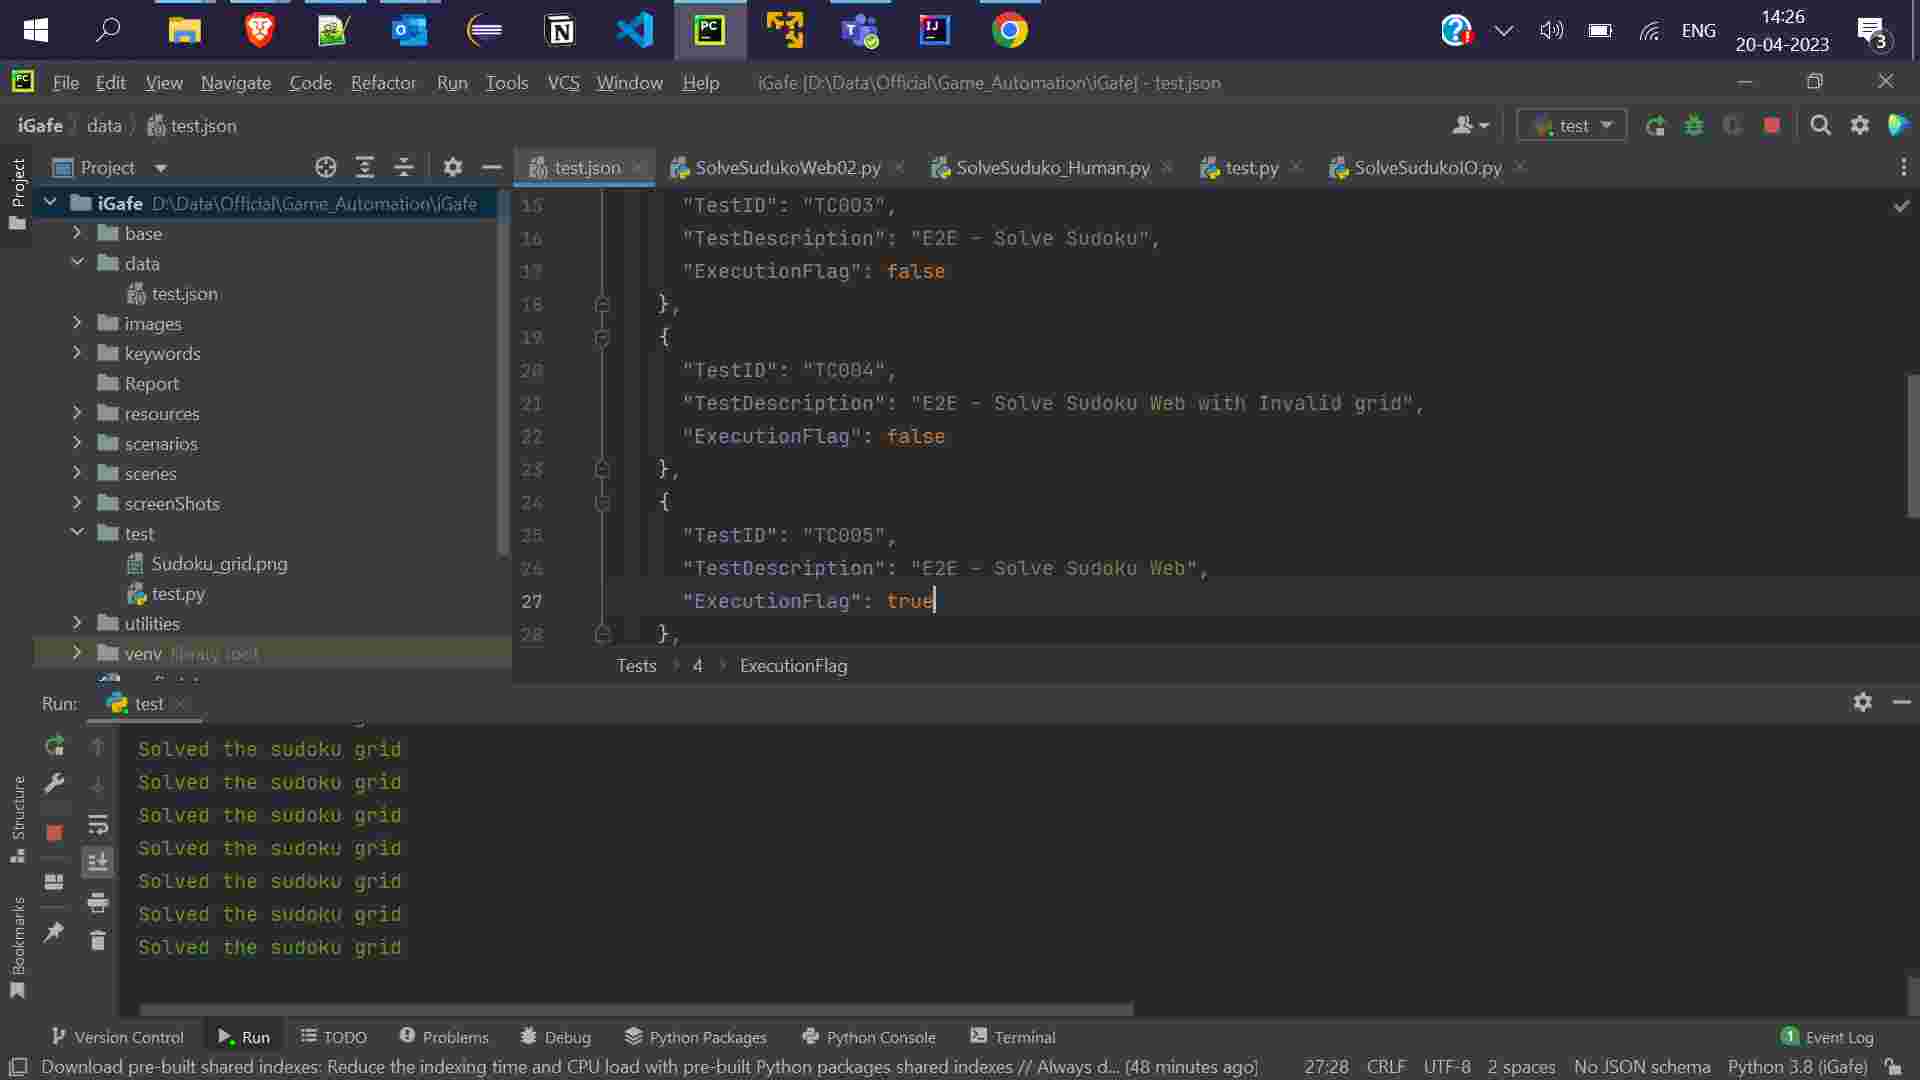 14:26
ENG
20-04-2023
3
File Edit View Navigate Code Refactor Run Tools VCS Window Help iGafe [D:\Data\Official\Game_Automation\iGafe] - test.json
iGafe data test.json
test
Project
test.json SolveSudukoWeb02.py SolveSuduko_Human.py test.py SolveSudukoIO.py
Project
iGafe D:\Data\Official\Game_Automation\iGafe
base
data
test.json
images
keywords
Report
resources
scenarios
scenes
screenShots
test
Sudoku_grid.png
test.py
utilities
venv library root
15 "TestID": "TC003",
16 "TestDescription": "E2E - Solve Sudoku",
17 "ExecutionFlag": false
18 },
19 {
20 "TestID": "TC004",
21 "TestDescription": "E2E - Solve Sudoku Web with Invalid grid",
22 "ExecutionFlag": false
23 },
24 {
25 "TestID": "TC005",
26 "TestDescription": "E2E - Solve Sudoku Web",
27 "ExecutionFlag": true
28 },
Tests 4 ExecutionFlag
Run: test
Solved the sudoku grid
Solved the sudoku grid
Solved the sudoku grid
Solved the sudoku grid
Solved the sudoku grid
Solved the sudoku grid
Solved the sudoku grid
Structure
Bookmarks
Version Control Run TODO Problems Debug Python Packages Python Console Terminal 1 Event Log
Download pre-built shared indexes: Reduce the indexing time and CPU load with pre-built Python packages shared indexes // Always d... (48 minutes ago) 27:28 CRLF UTF-8 2 spaces No JSON schema Python 3.8 (iGafe)